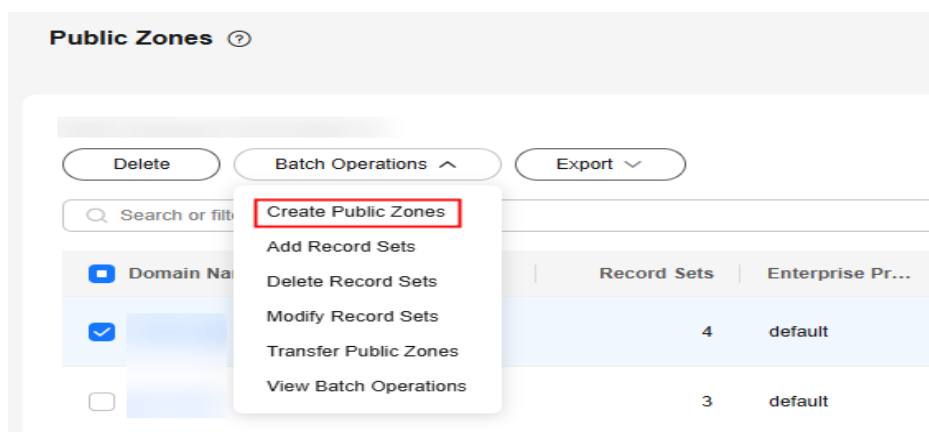 Public Zones ?
Delete Batch Operations Export
Search or filt
Create Public Zones
Add Record Sets
Delete Record Sets
Modify Record Sets
Transfer Public Zones
View Batch Operations
Domain Na Record Sets Enterprise Pr...
4 default
3 default